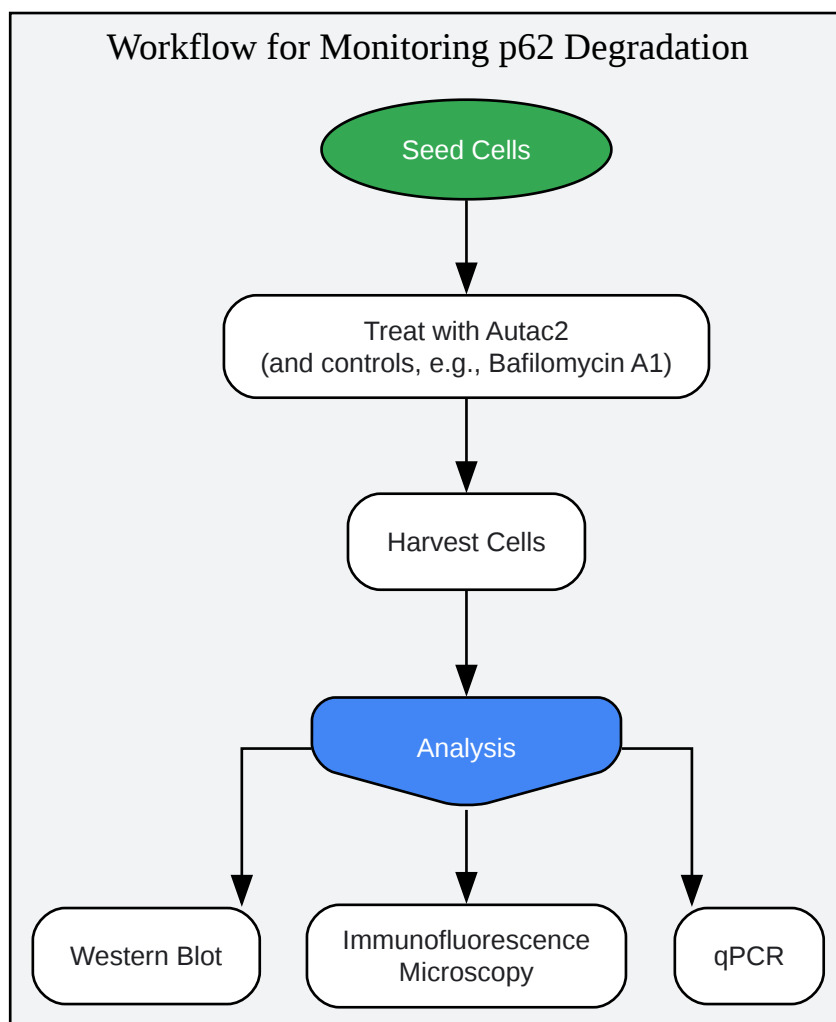 Workflow for Monitoring p62 Degradation
Seed Cells
Treat with Autac2
(and controls, e.g., Bafilomycin A1)
Harvest Cells
Analysis
Western Blot
Immunofluorescence
Microscopy
qPCR